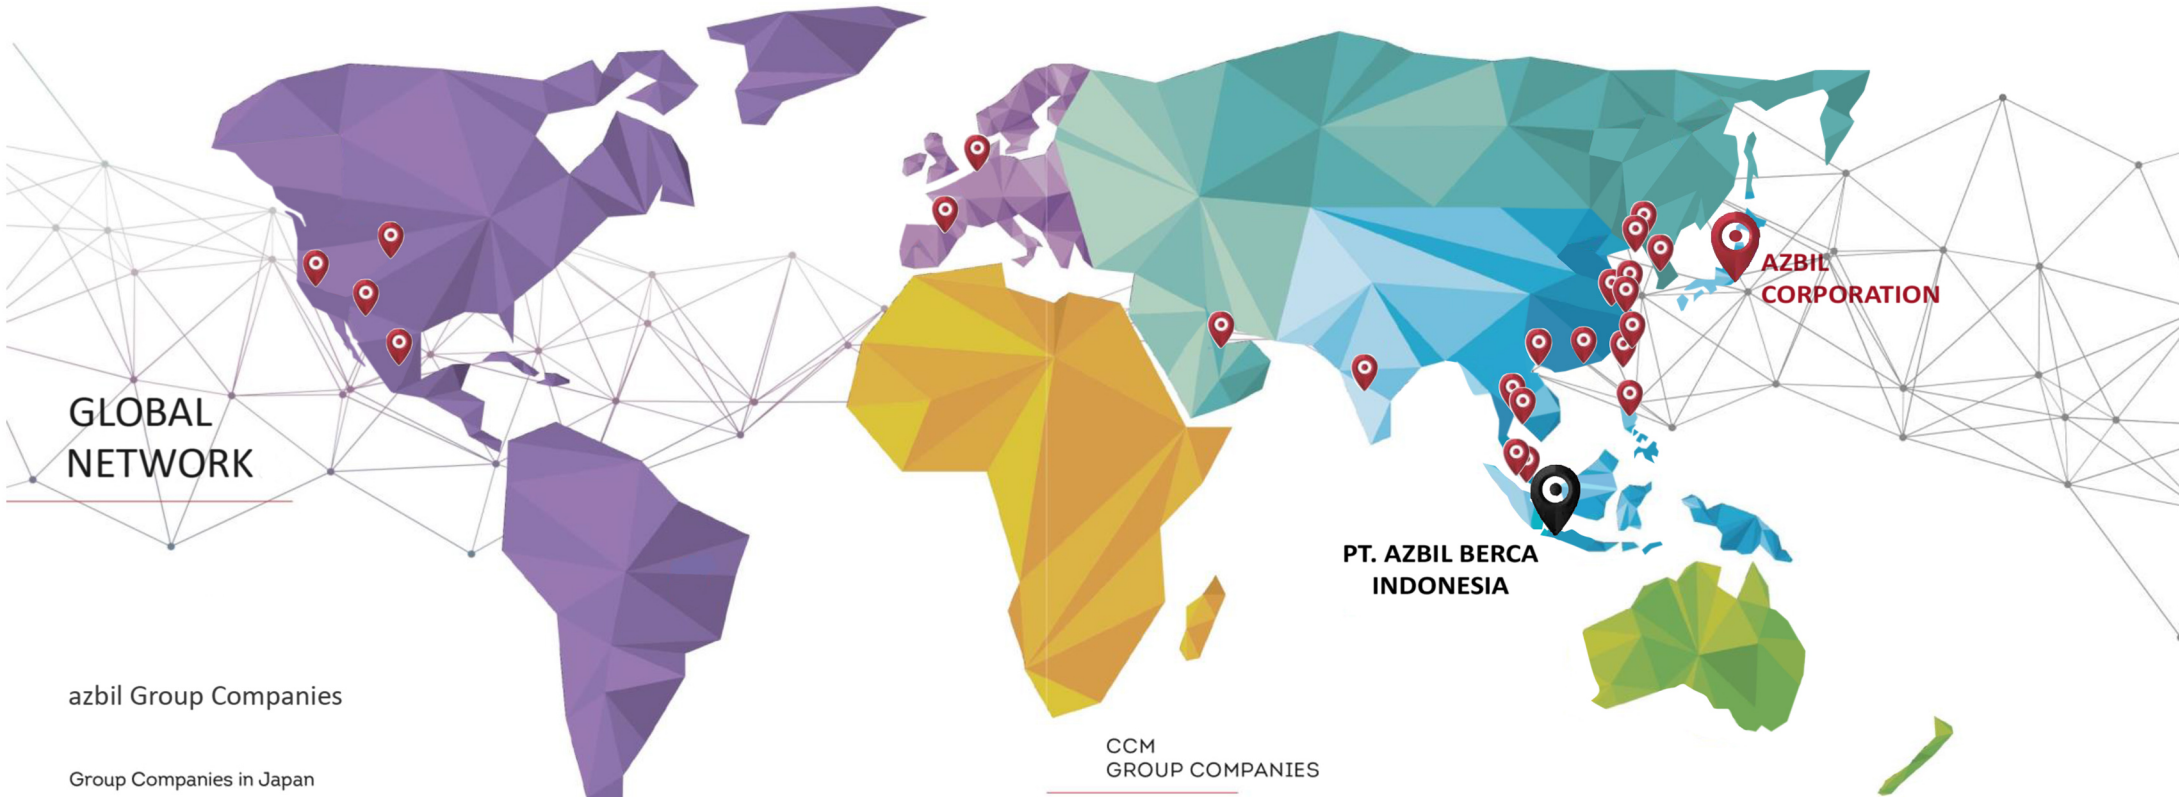 AZBIL
CORPORATION
GLOBAL
NETWORK
PT. AZBIL BERCA
INDONESIA
azbil Group Companies
Group Companies in Japan
CCM
GROUP COMPANIES